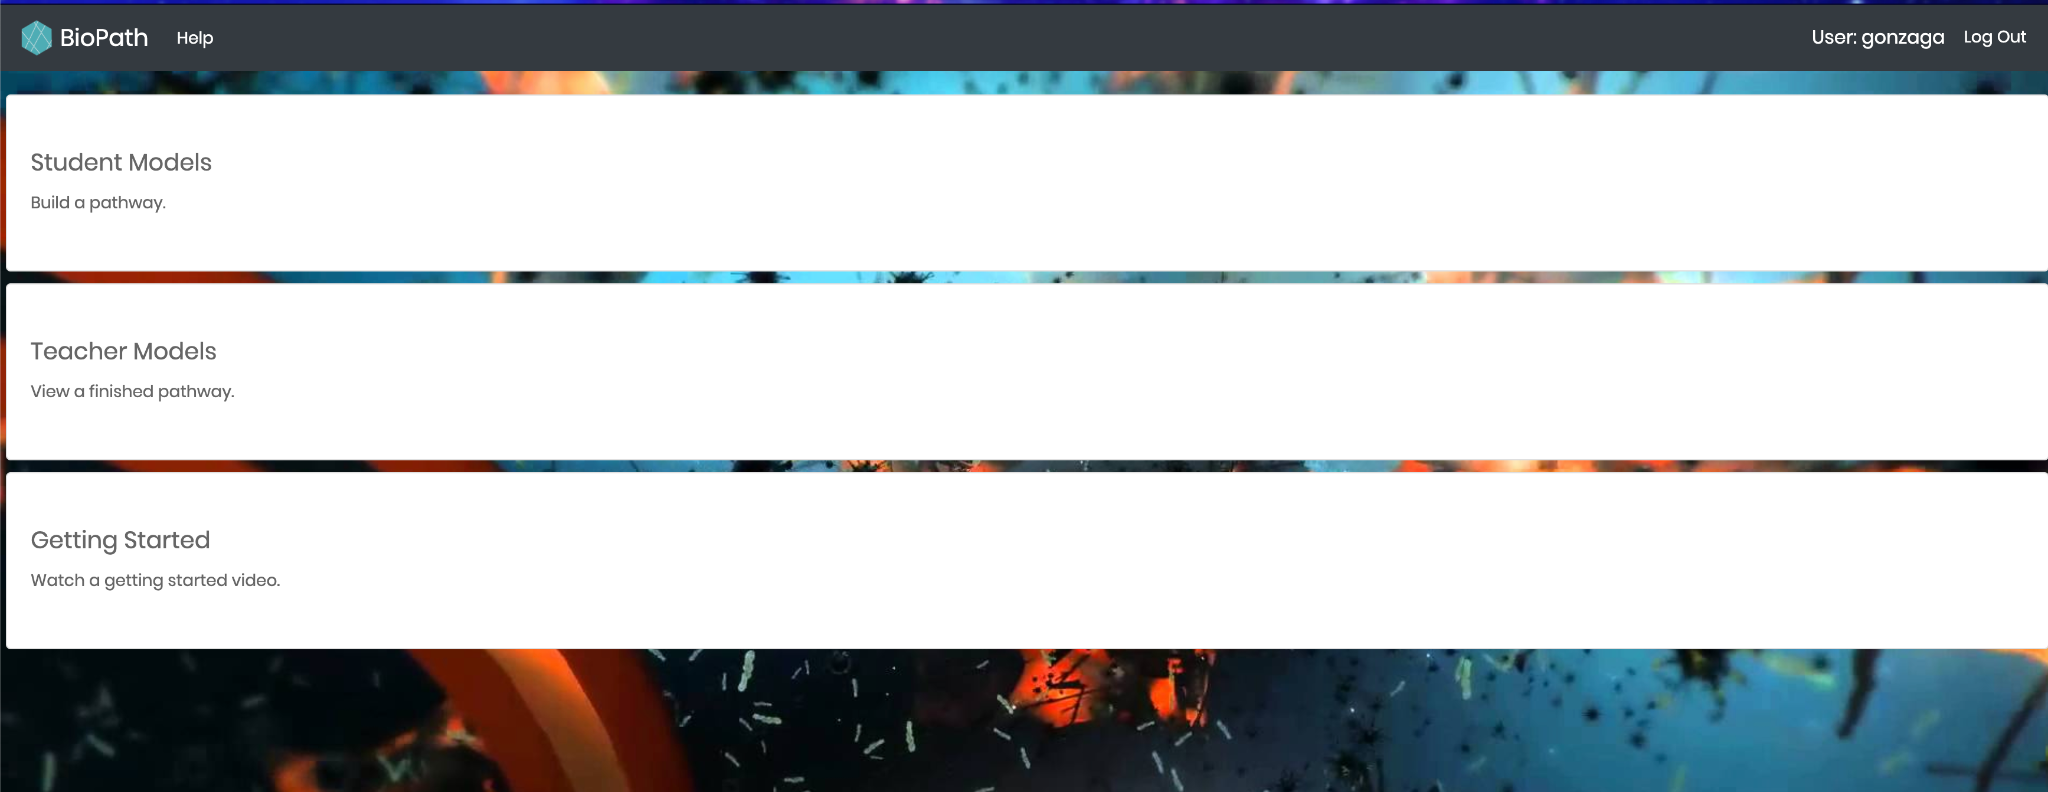 BioPath Help User: gonzaga Log Out
Student Models
Build a pathway.
Teacher Models
View a finished pathway.
Getting Started
Watch a getting started video.